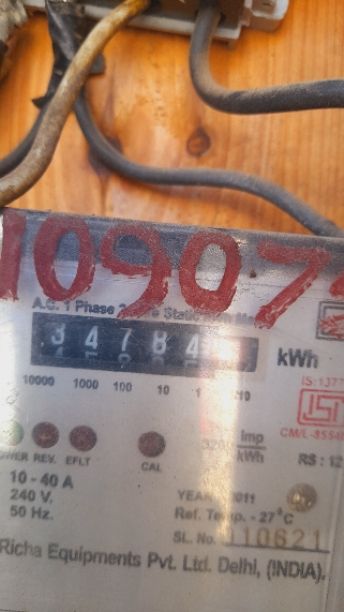 10907
A.C. 1 Phase
3 4 7 8 4
kWh
10000 1000 100 10 1
IS:1377
ISI
CM/L-8554
REV. EFLT CAL
3200 Imp
kWh
RS: 12
10 - 40 A
240 V.
50 Hz.
YEAR 2011
Ref. Temp. - 27°C
SL. No. 110621
Richa Equipments Pvt. Ltd. Delhi, (INDIA).